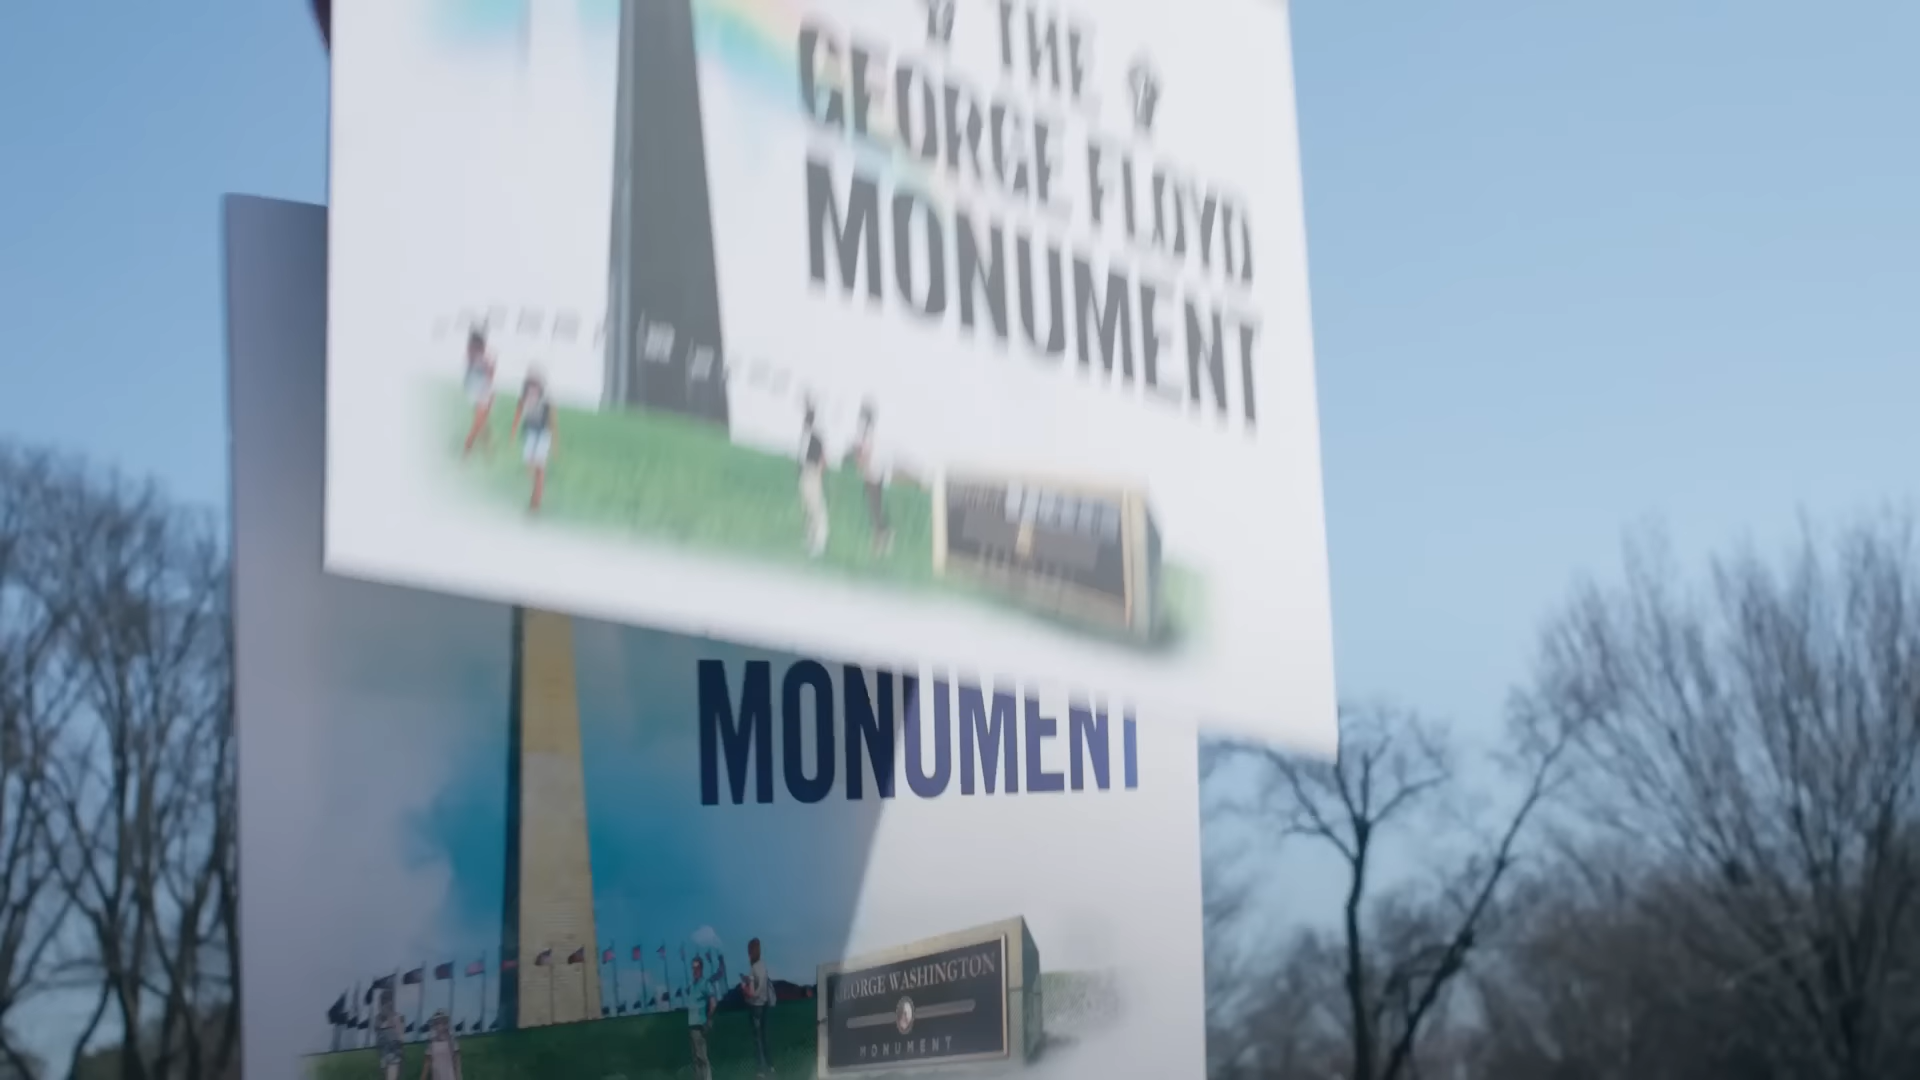 THE
GEORGE FLOYD
MONUMENT
MONUMENT
GEORGE WASHINGTON
MONUMENT